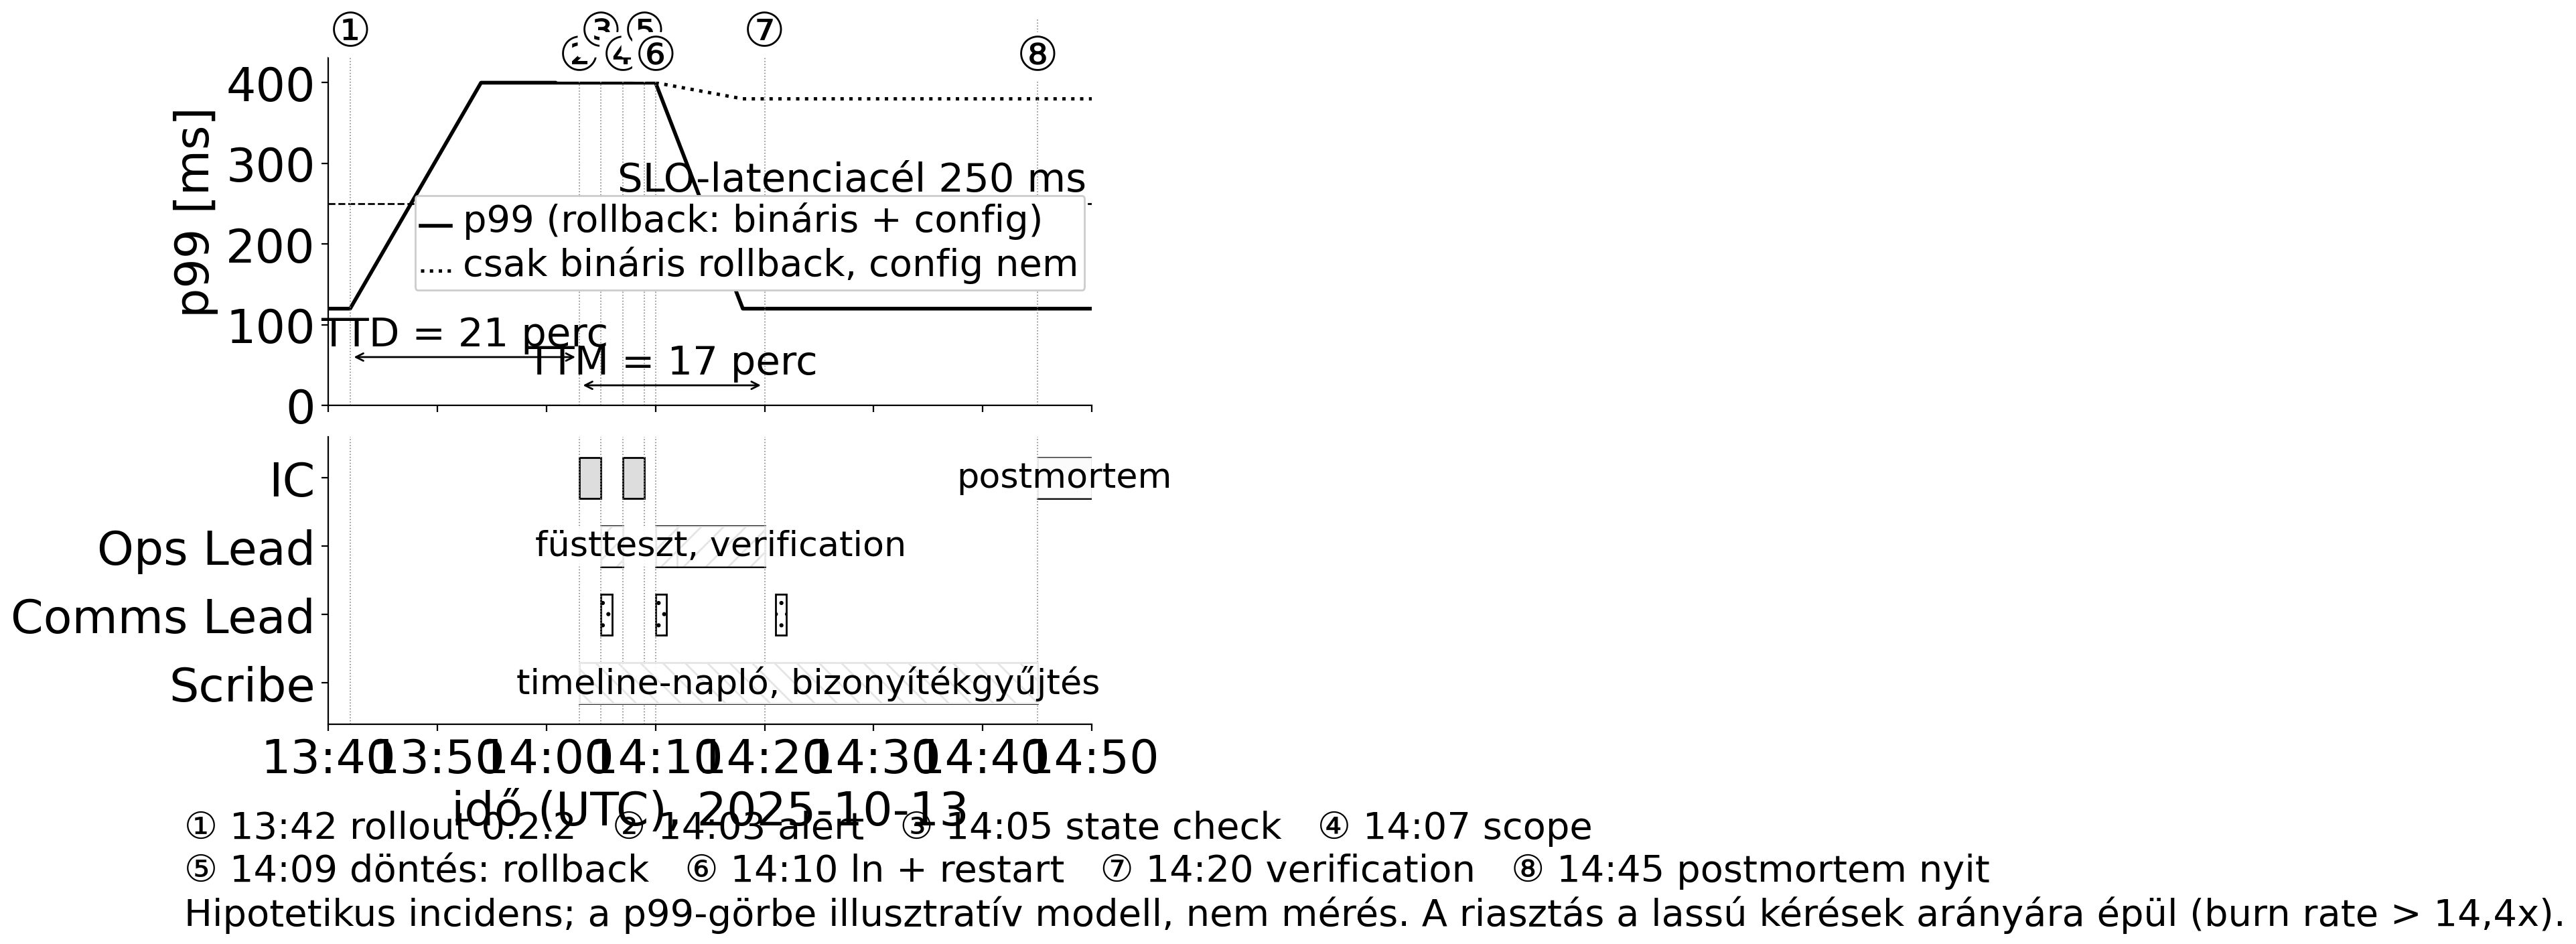 ① ② ③ ④ ⑤ ⑥ ⑦ ⑧
p99 [ms]
400
300
200
100
0
SLO-latenciacél 250 ms
p99 (rollback: bináris + config)
csak bináris rollback, config nem
TTD = 21 perc
TTM = 17 perc
IC
postmortem
Ops Lead
füstteszt, verification
Comms Lead
Scribe
timeline-napló, bizonyítékgyűjtés
13:40 13:50 14:00 14:10 14:20 14:30 14:40 14:50
idő (UTC), 2025-10-13
① 13:42 rollout 0.2.2 ② 14:03 alert ③ 14:05 state check ④ 14:07 scope
⑤ 14:09 döntés: rollback ⑥ 14:10 ln + restart ⑦ 14:20 verification ⑧ 14:45 postmortem nyit
Hipotetikus incidens; a p99-görbe illusztratív modell, nem mérés. A riasztás a lassú kérések arányára épül (burn rate > 14,4x).